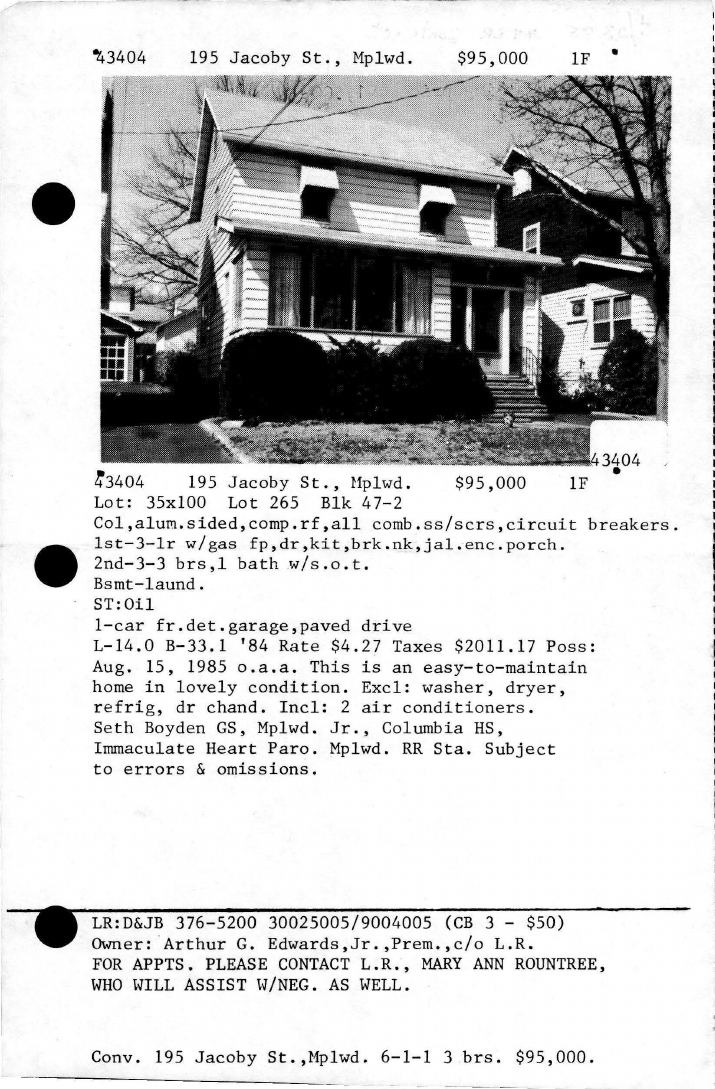 43404 195 Jacoby St., Mplwd. $95,000 1F
43404
43404 195 Jacoby St., Mplwd. $95,000 1F
Lot: 35x100 Lot 265 Blk 47-2
Col,alum.sided,comp.rf,all comb.ss/scrs,circuit breakers.
1st-3-lr w/gas fp,dr,kit,brk.nk,jal.enc.porch.
2nd-3-3 brs,1 bath w/s.o.t.
Bsmt-laund.
ST:Oil
1-car fr.det.garage,paved drive
L-14.0 B-33.1 '84 Rate $4.27 Taxes $2011.17 Poss:
Aug. 15, 1985 o.a.a. This is an easy-to-maintain
home in lovely condition. Excl: washer, dryer,
refrig, dr chand. Incl: 2 air conditioners.
Seth Boyden GS, Mplwd. Jr., Columbia HS,
Immaculate Heart Paro. Mplwd. RR Sta. Subject
to errors & omissions.
LR:D&JB 376-5200 30025005/9004005 (CB 3 - $50)
Owner: Arthur G. Edwards,Jr.,Prem.,c/o L.R.
FOR APPTS. PLEASE CONTACT L.R., MARY ANN ROUNTREE,
WHO WILL ASSIST W/NEG. AS WELL.
Conv. 195 Jacoby St.,Mplwd. 6-1-1 3 brs. $95,000.